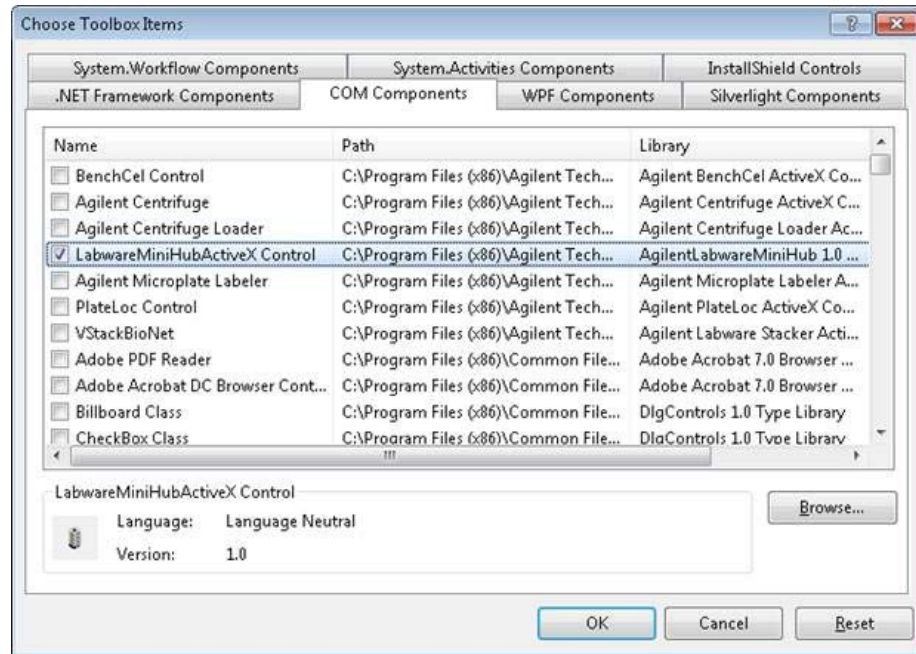 Choose Toolbox Items
System.Workflow Components System.Activities Components InstallShield Controls
.NET Framework Components COM Components WPF Components Silverlight Components
Name Path Library
BenchCel Control C:\Program Files (x86)\Agilent Tech... Agilent BenchCel ActiveX Co...
Agilent Centrifuge C:\Program Files (x86)\Agilent Tech... Agilent Centrifuge ActiveX C...
Agilent Centrifuge Loader C:\Program Files (x86)\Agilent Tech... Agilent Centrifuge Loader Ac...
LabwareMiniHubActiveX Control C:\Program Files (x86)\Agilent Tech... AgilentLabwareMiniHub 1.0 ...
Agilent Microplate Labeler C:\Program Files (x86)\Agilent Tech... Agilent Microplate Labeler A...
PlateLoc Control C:\Program Files (x86)\Agilent Tech... Agilent PlateLoc ActiveX Co...
VStackBioNet C:\Program Files (x86)\Agilent Tech... Agilent Labware Stacker Acti...
Adobe PDF Reader C:\Program Files (x86)\Common File... Adobe Acrobat 7.0 Browser ...
Adobe Acrobat DC Browser Cont... C:\Program Files (x86)\Common File... Adobe Acrobat 7.0 Browser ...
Billboard Class C:\Program Files (x86)\Common File... DlgControls 1.0 Type Library
CheckBox Class C:\Program Files (x86)\Common File... DlgControls 1.0 Type Library
LabwareMiniHubActiveX Control
Language: Language Neutral
Version: 1.0
Browse...
OK Cancel Reset